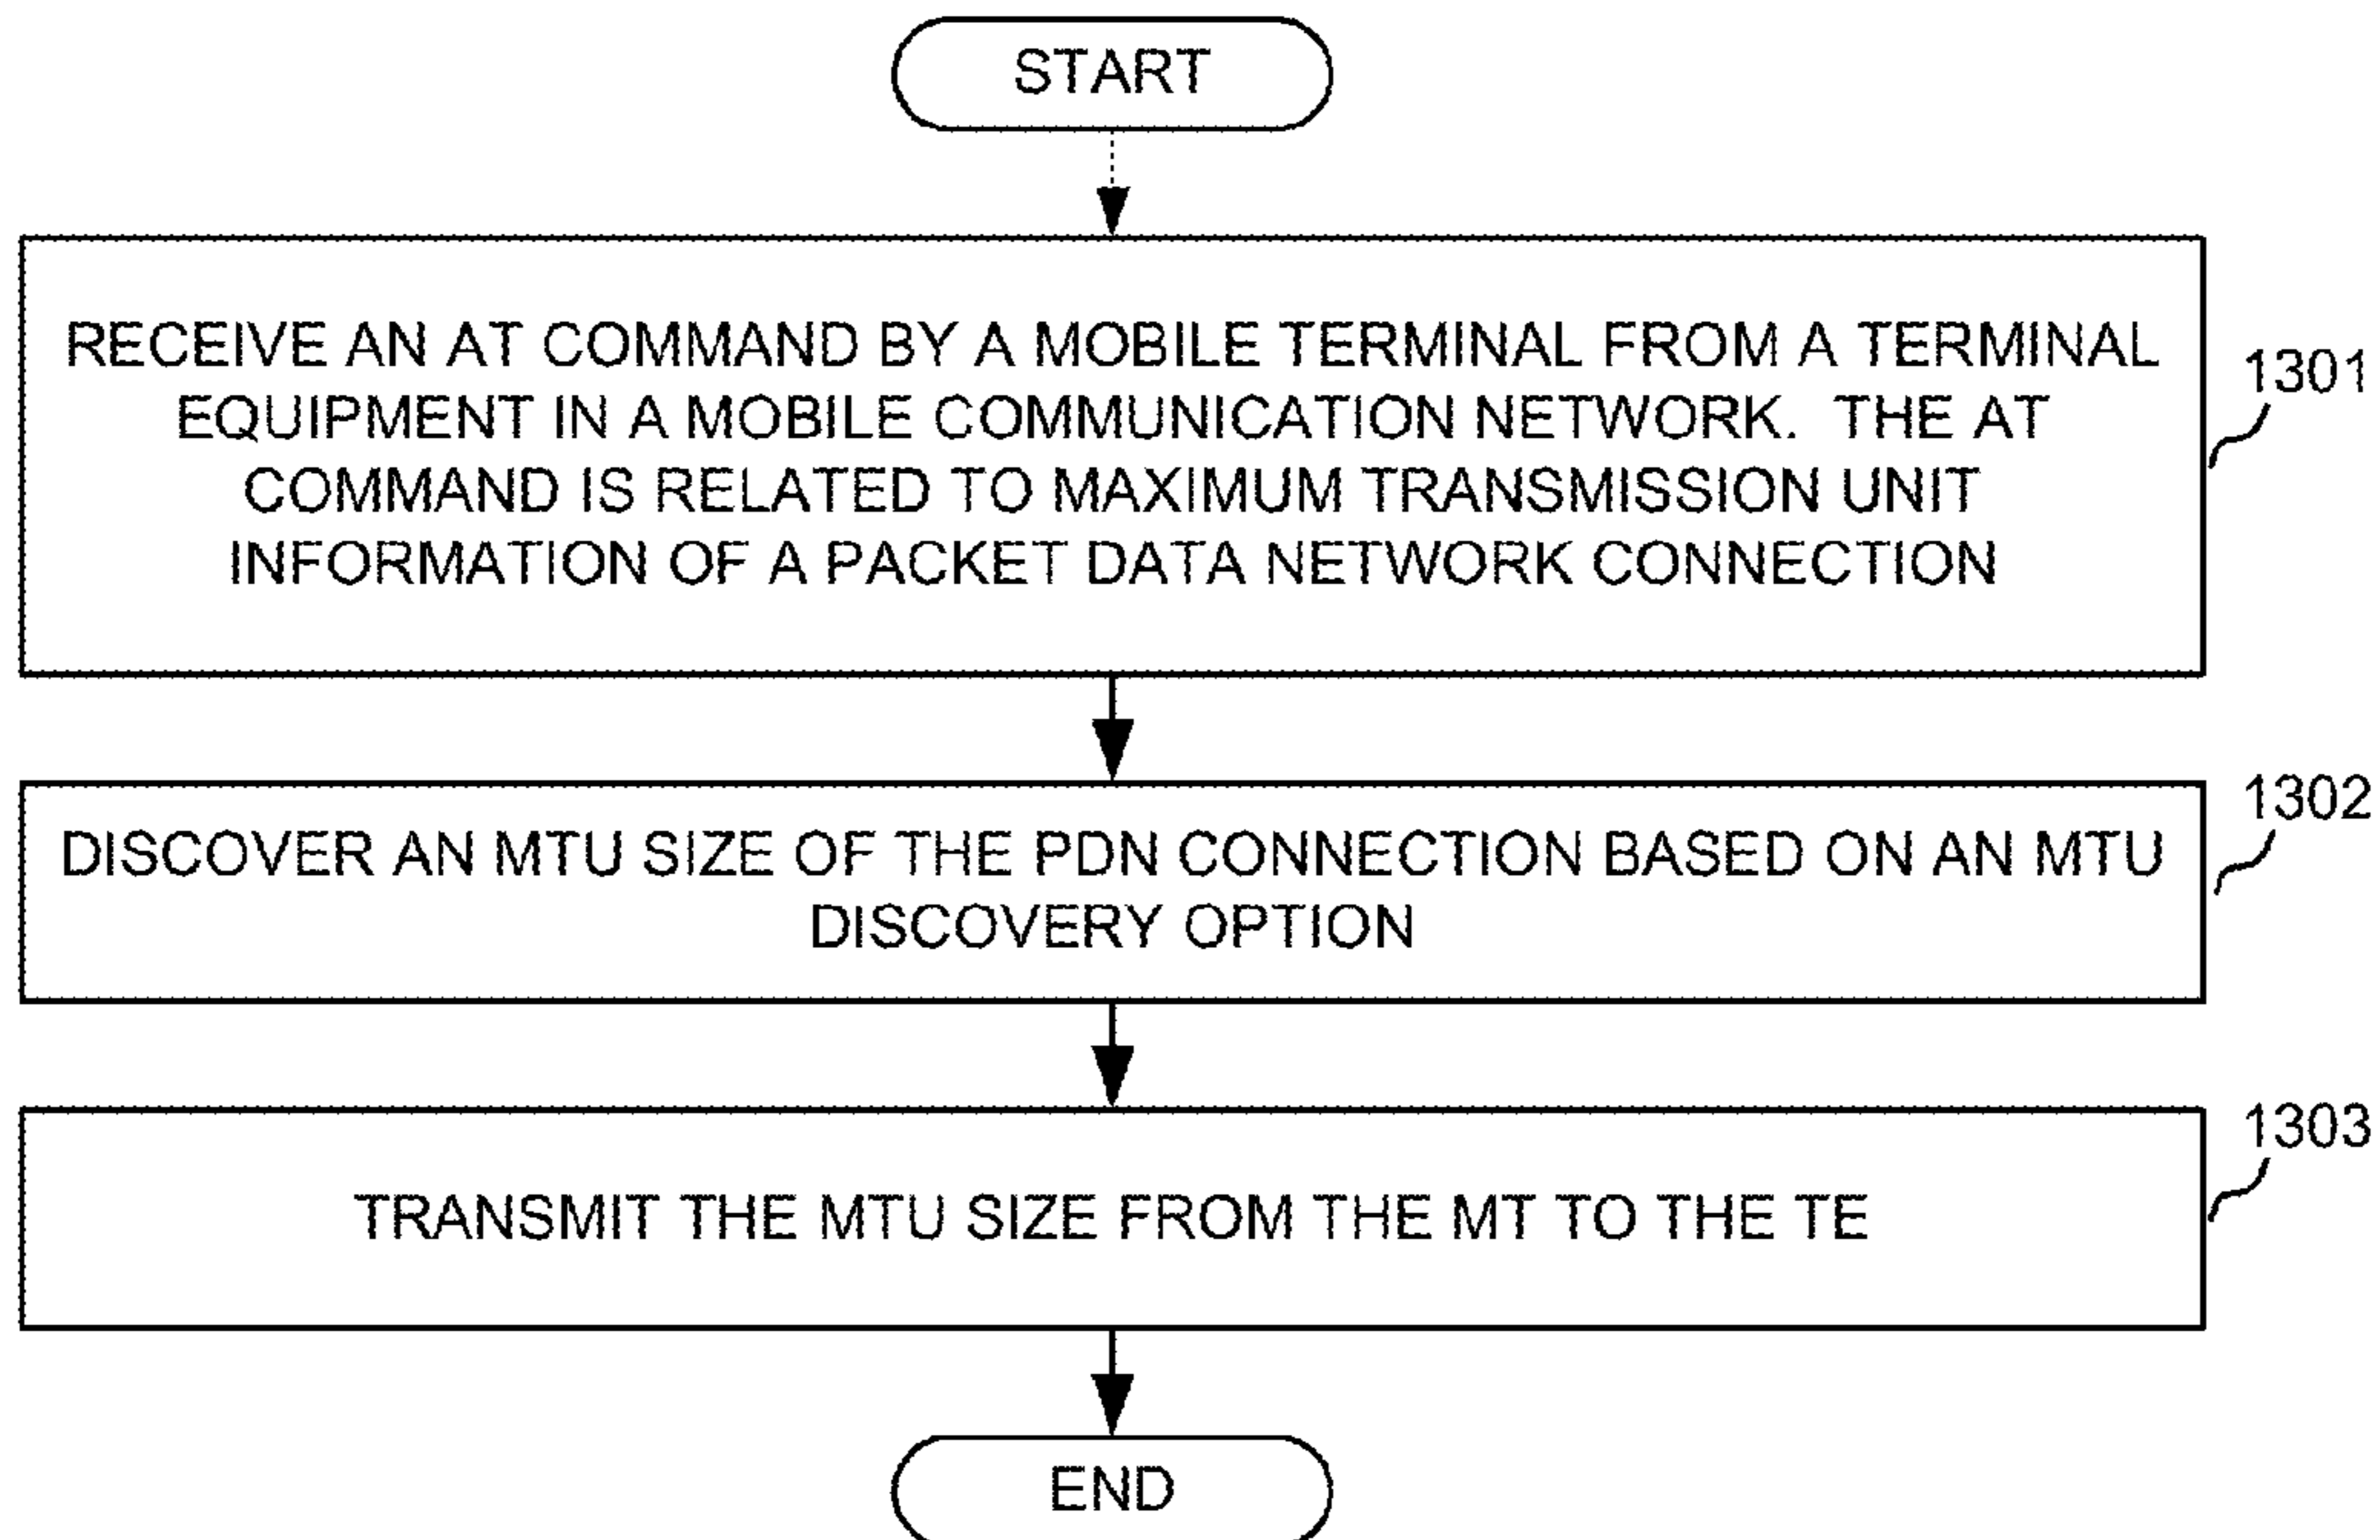 START
RECEIVE AN AT COMMAND BY A MOBILE TERMINAL FROM A TERMINAL
EQUIPMENT IN A MOBILE COMMUNICATION NETWORK. THE AT
COMMAND IS RELATED TO MAXIMUM TRANSMISSION UNIT
INFORMATION OF A PACKET DATA NETWORK CONNECTION
1301
DISCOVER AN MTU SIZE OF THE PDN CONNECTION BASED ON AN MTU
DISCOVERY OPTION
1302
TRANSMIT THE MTU SIZE FROM THE MT TO THE TE
1303
END